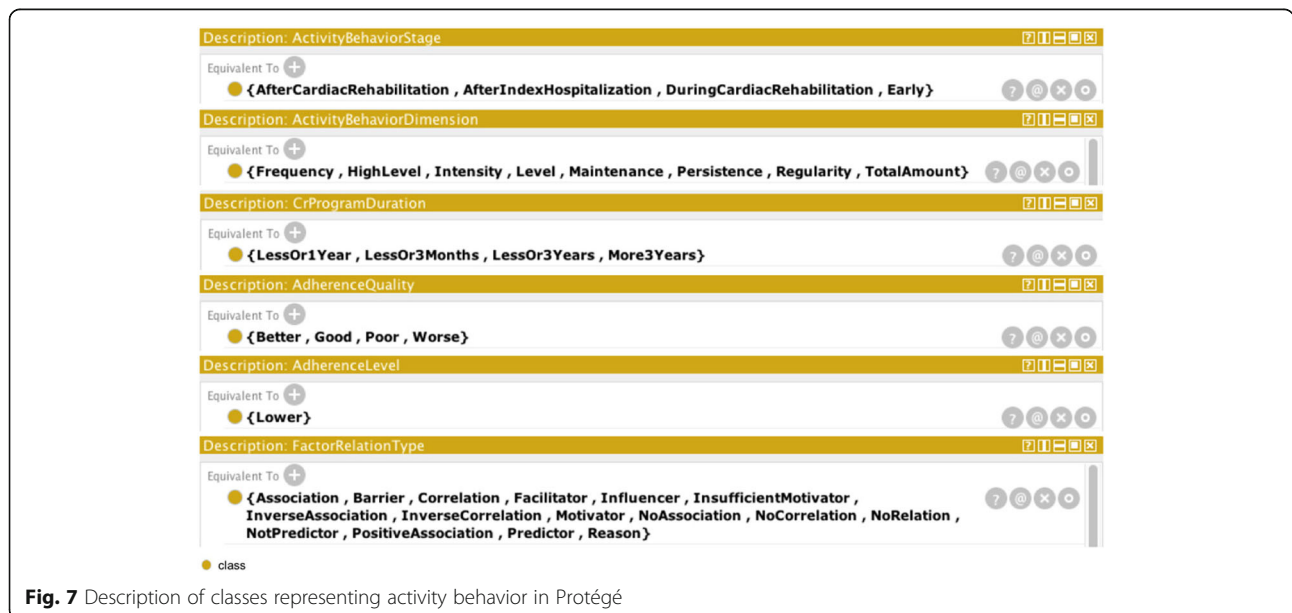 Description: ActivityBehaviorStage
Equivalent To
{AfterCardiacRehabilitation , AfterIndexHospitalization , DuringCardiacRehabilitation , Early}
Description: ActivityBehaviorDimension
Equivalent To
{Frequency , HighLevel , Intensity , Level , Maintenance , Persistence , Regularity , TotalAmount}
Description: CrProgramDuration
Equivalent To
{LessOr1Year , LessOr3Months , LessOr3Years , More3Years}
Description: AdherenceQuality
Equivalent To
{Better , Good , Poor , Worse}
Description: AdherenceLevel
Equivalent To
{Lower}
Description: FactorRelationType
Equivalent To
{Association , Barrier , Correlation , Facilitator , Influencer , InsufficientMotivator ,
InverseAssociation , InverseCorrelation , Motivator , NoAssociation , NoCorrelation , NoRelation ,
NotPredictor , PositiveAssociation , Predictor , Reason}
class
Fig. 7 Description of classes representing activity behavior in Protégé